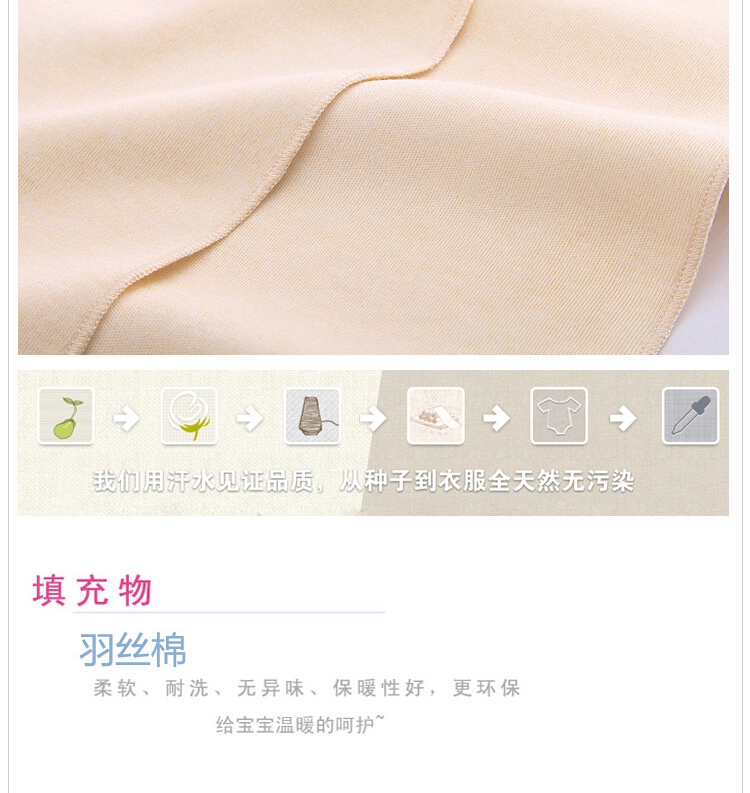 我们用汗水见证品质，从种子到衣服全天然无污染
填充物
羽丝棉
柔软、耐洗、无异味、保暖性好，更环保
给宝宝温暖的呵护~